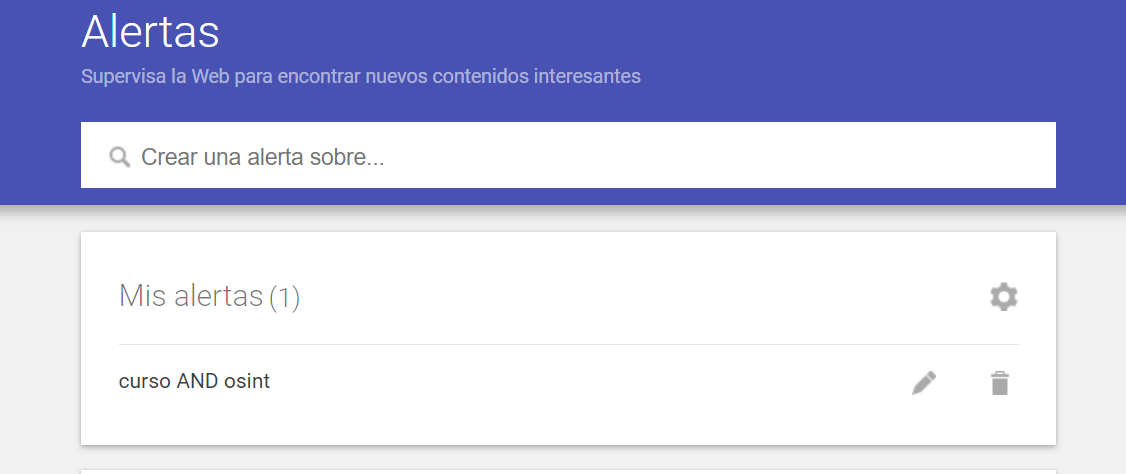 Alertas
Supervisa la Web para encontrar nuevos contenidos interesantes
Crear una alerta sobre...
Mis alertas (1)
curso AND osint